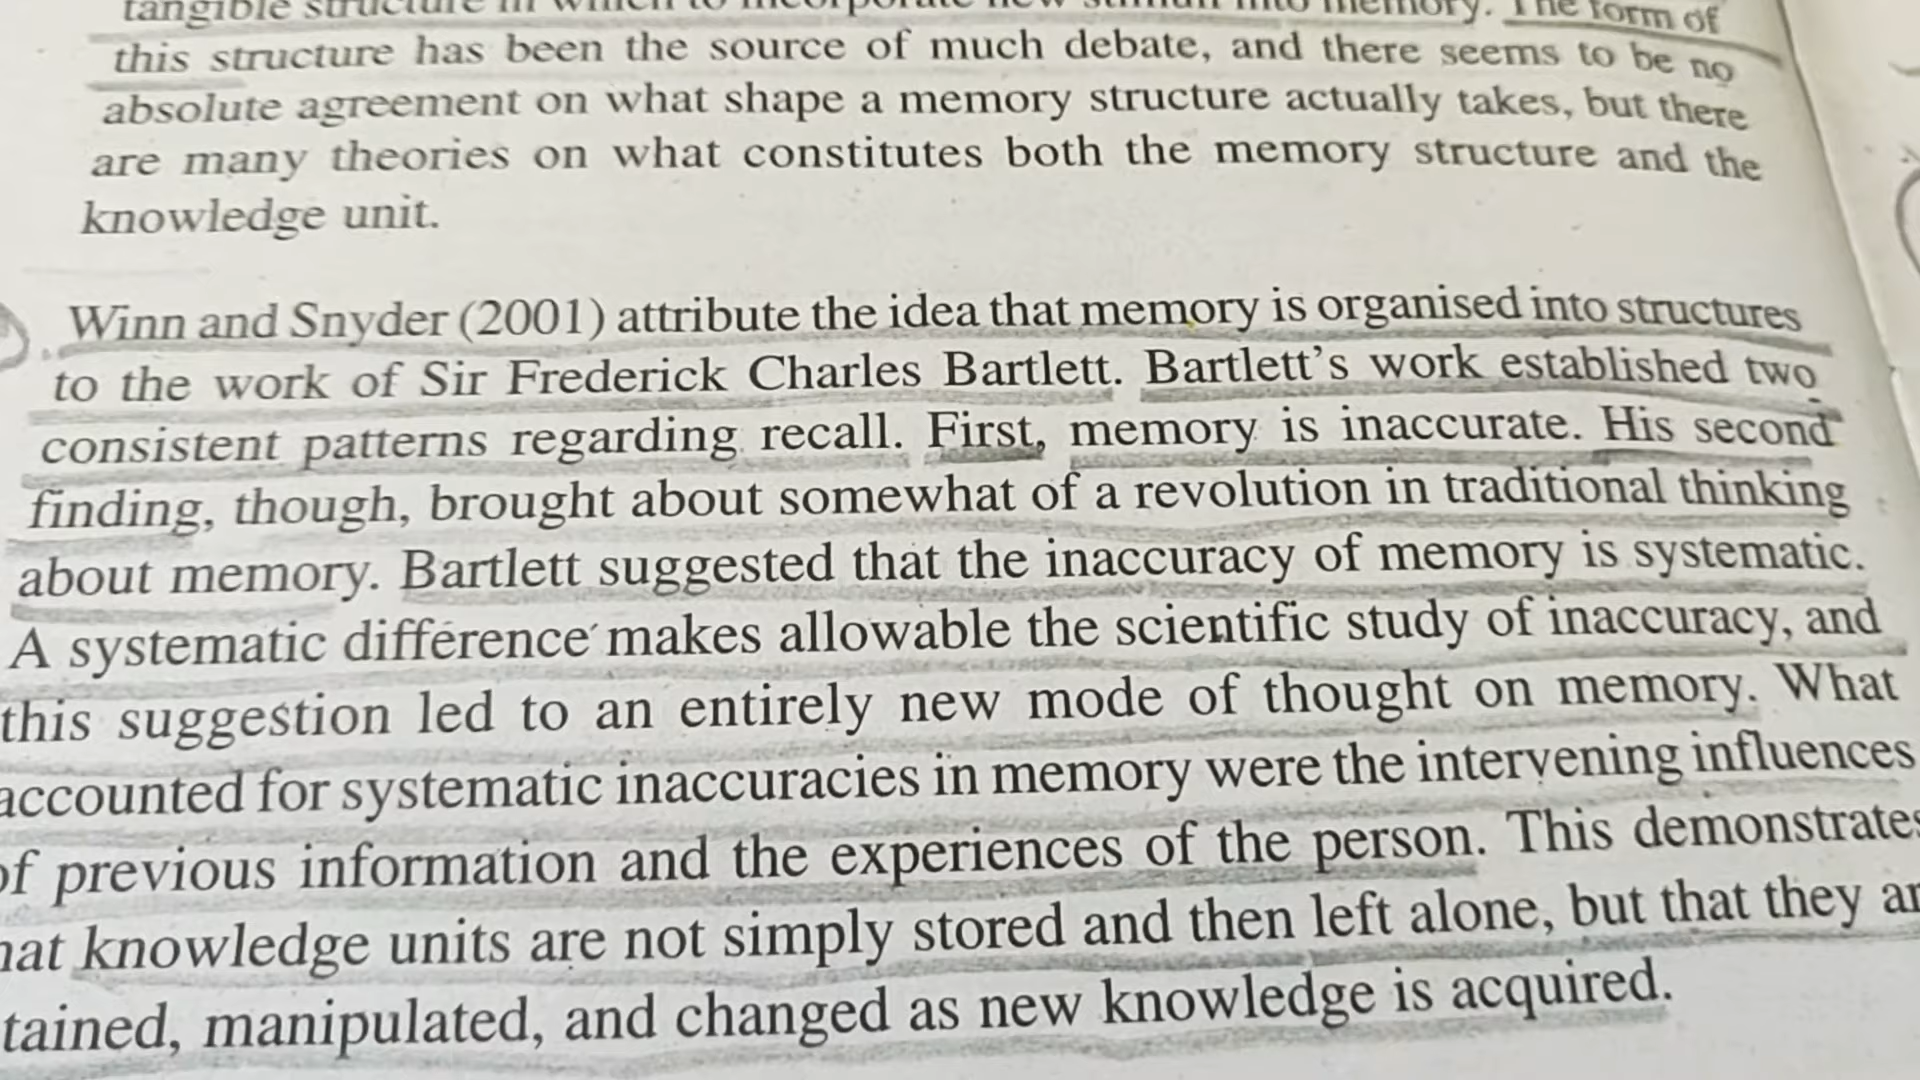 tangible structure in which to incorporate new stimuli into memory. The form of
this structure has been the source of much debate, and there seems to be no
absolute agreement on what shape a memory structure actually takes, but there
are many theories on what constitutes both the memory structure and the
knowledge unit.
Winn and Snyder (2001) attribute the idea that memory is organised into structures
to the work of Sir Frederick Charles Bartlett. Bartlett's work established two
consistent patterns regarding recall. First, memory is inaccurate. His second
finding, though, brought about somewhat of a revolution in traditional thinking
about memory. Bartlett suggested that the inaccuracy of memory is systematic.
A systematic difference makes allowable the scientific study of inaccuracy, and
this suggestion led to an entirely new mode of thought on memory. What
accounted for systematic inaccuracies in memory were the intervening influences
of previous information and the experiences of the person. This demonstrates
hat knowledge units are not simply stored and then left alone, but that they ar
tained, manipulated, and changed as new knowledge is acquired.